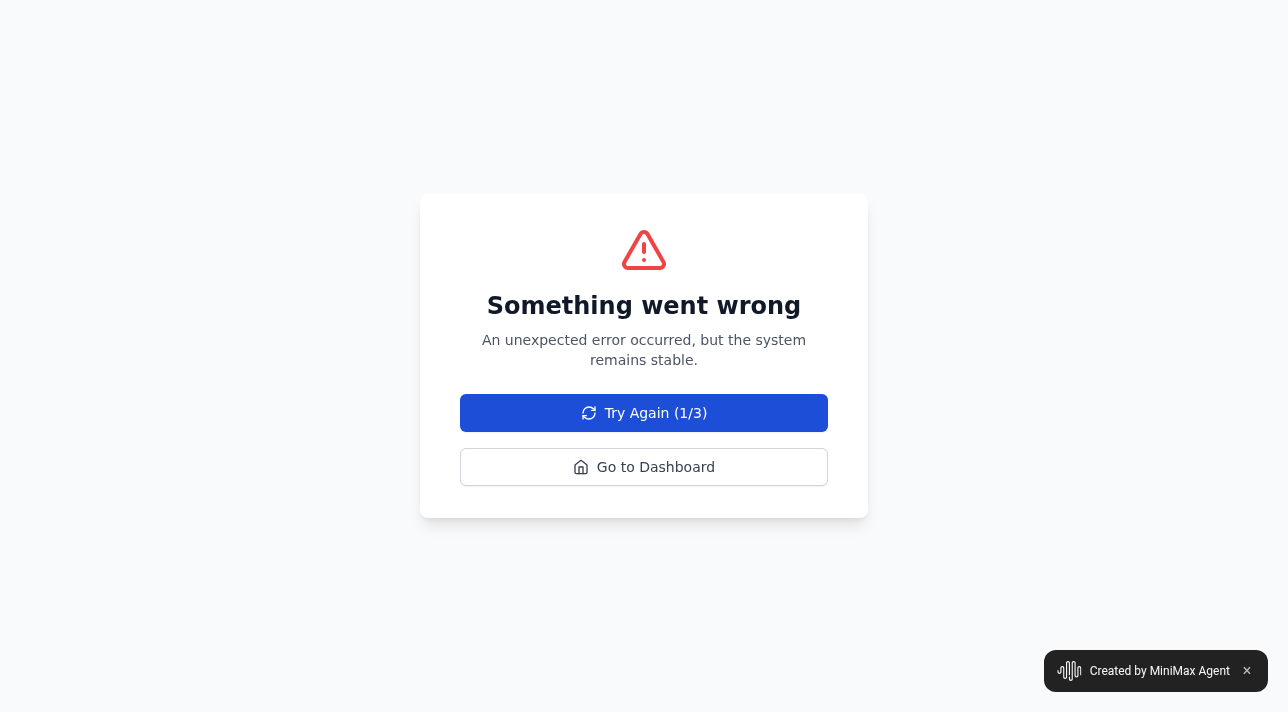 Something went wrong
An unexpected error occurred, but the system
remains stable.
Try Again (1/3)
Go to Dashboard
Created by MiniMax Agent ×